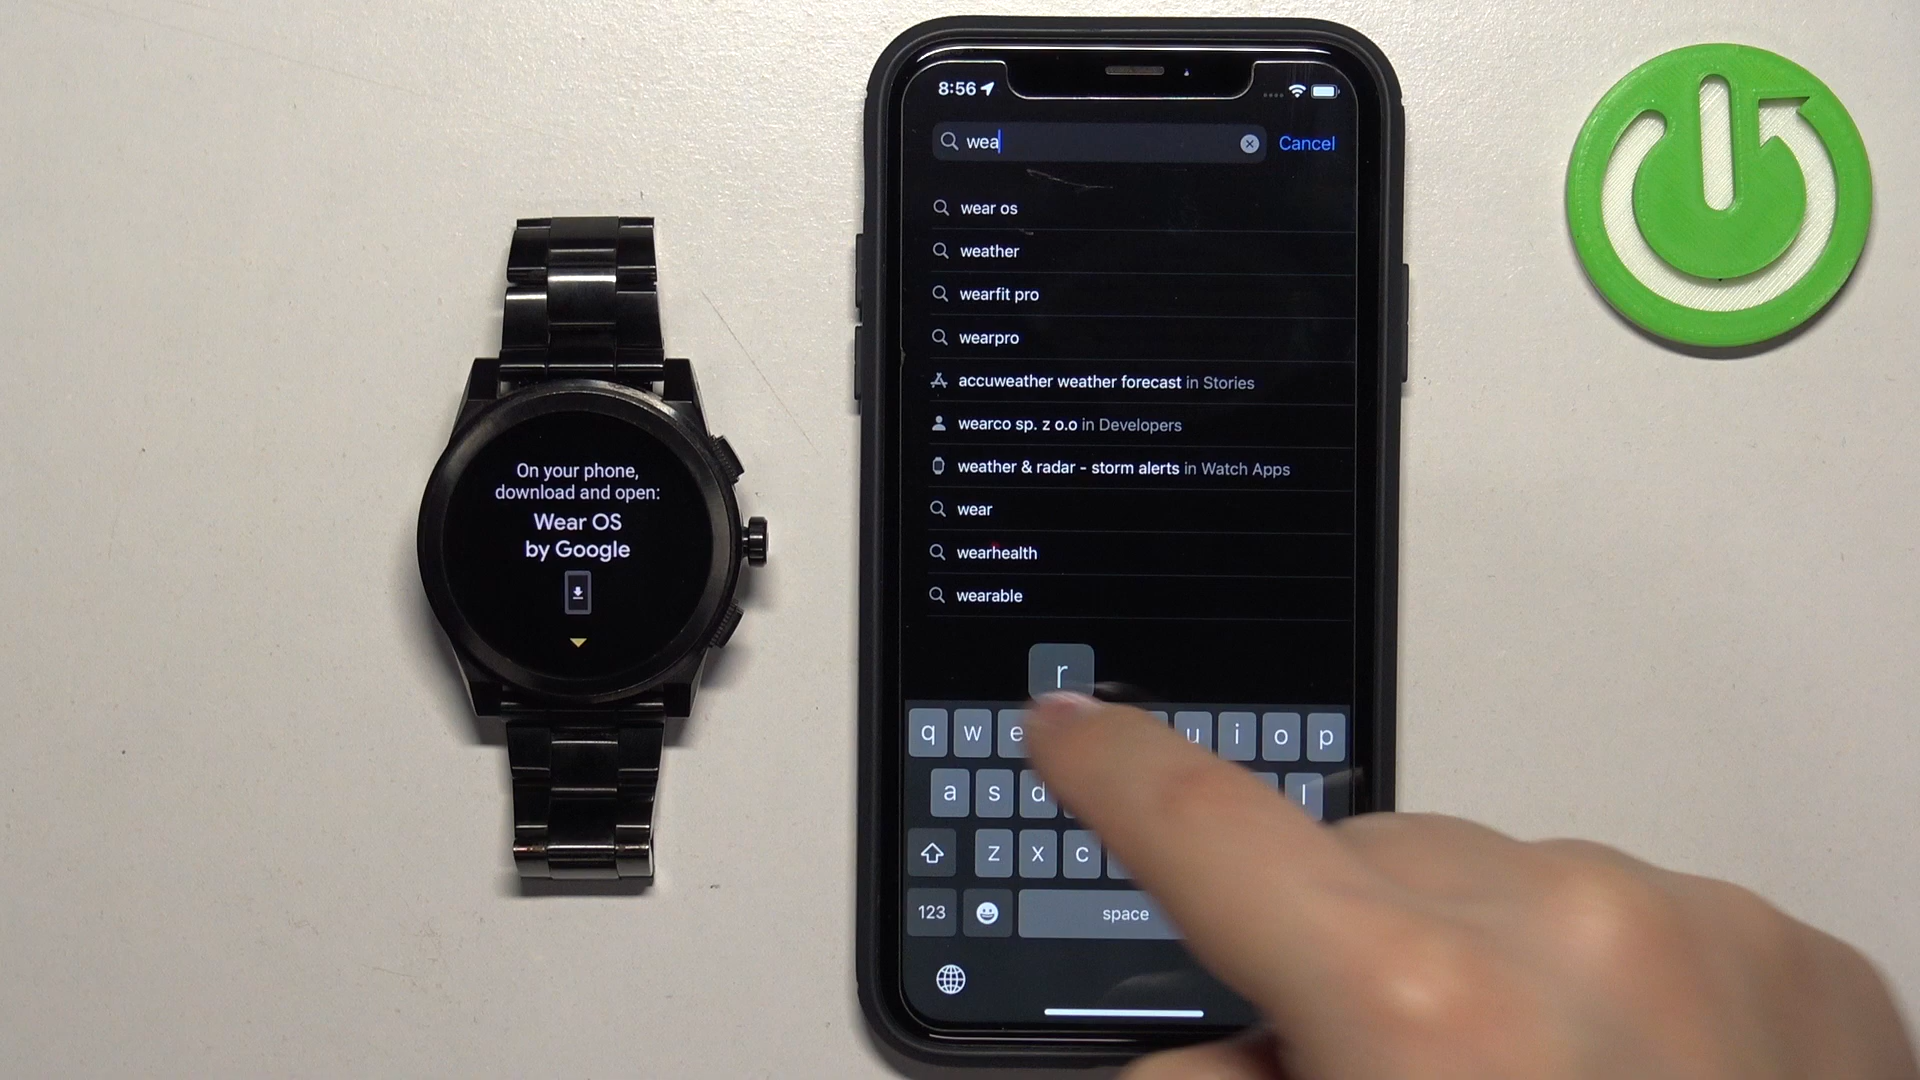 On your phone,
download and open:
Wear OS
by Google
8:56
wea
Cancel
wear os
weather
wearfit pro
wearpro
accuweather weather forecast in Stories
wearco sp. z o.o in Developers
weather & radar - storm alerts in Watch Apps
wear
wearhealth
wearable
r
q w e u i o p
a s d l
z x c
123 space